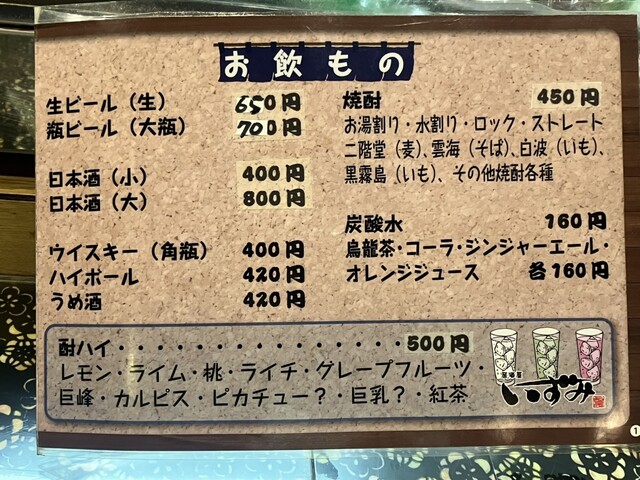 お飲もの
生ビール（生） 650円
瓶ビール（大瓶） 700円
日本酒（小） 400円
日本酒（大） 800円
ウイスキー（角瓶） 400円
ハイボール 420円
うめ酒 420円
焼酎 450円
お湯割り・水割り・ロック・ストレート
二階堂（麦）、雲海（そば）、白波（いも）、
黒霧島（いも）、その他焼酎各種
炭酸水 160円
烏龍茶・コーラ・ジンジャーエール・
オレンジジュース 各160円
酎ハイ・・・・・・・・・・・・・・・・500円
レモン・ライム・桃・ライチ・グレープフルーツ・
巨峰・カルピス・ピカチュー？・巨乳？・紅茶
居酒屋
いずみ
1